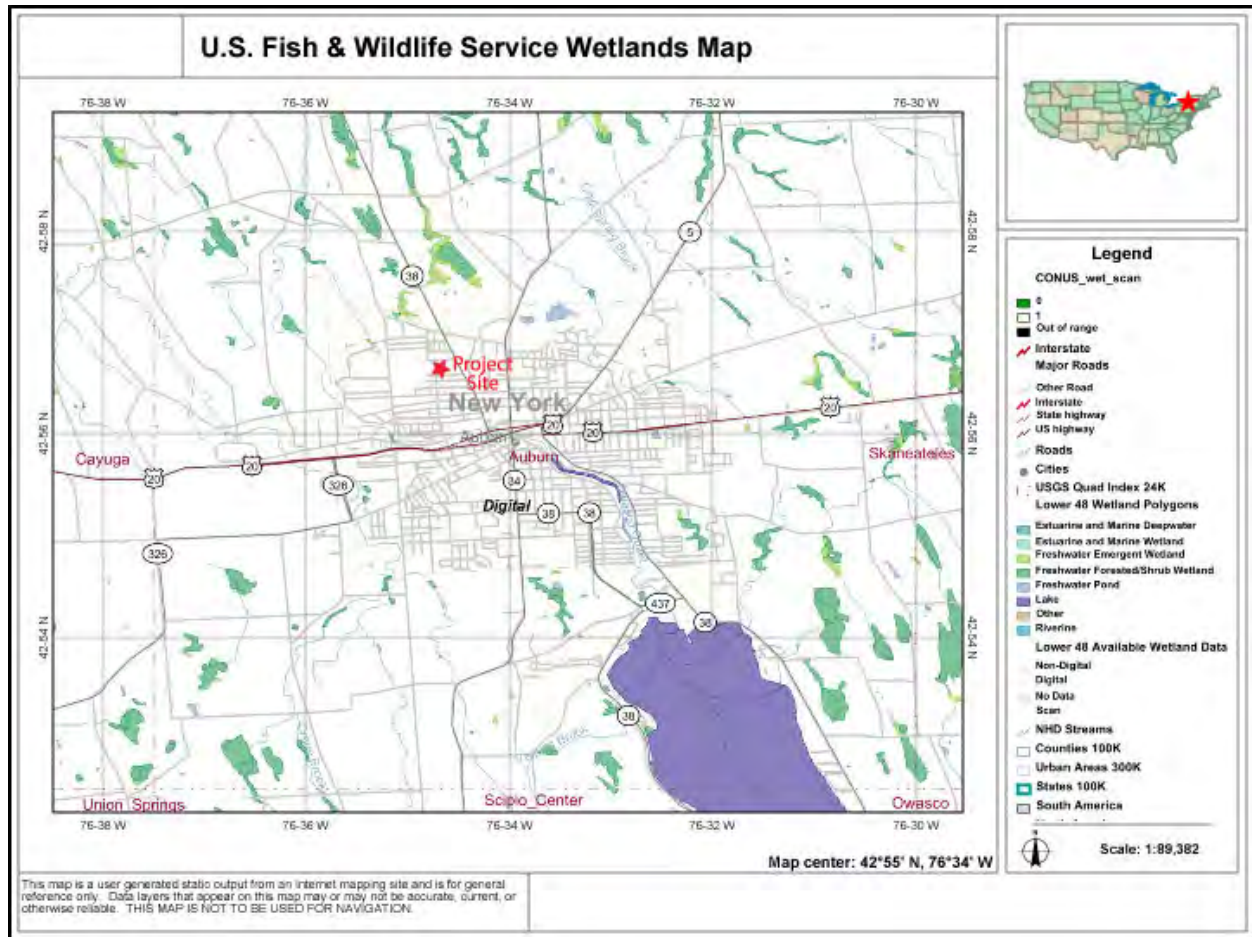 U.S. Fish & Wildlife Service Wetlands Map
76-38 W
76-36 W
76-34 W
76-32 W
76-30 W
42-58 N
42-58 N
5
38
Project
Site
New York
20
20
20
42-56 N
42-56 N
Auburn
Cayuga
Skaneateles
20
20
326
34
Digital
38
38
326
437
38
42-54 N
42-54 N
38
Union_Springs
Scipio_Center
Owasco
76-38 W
76-36 W
76-34 W
76-32 W
76-30 W
Map center: 42°55' N, 76°34' W
Legend
CONUS_wet_scan
0
1
Out of range
Interstate
Major Roads
Other Road
Interstate
State highway
US highway
Roads
Cities
USGS Quad Index 24K
Lower 48 Wetland Polygons
Estuarine and Marine Deepwater
Estuarine and Marine Wetland
Freshwater Emergent Wetland
Freshwater Forested/Shrub Wetland
Freshwater Pond
Lake
Other
Riverine
Lower 48 Available Wetland Data
Non-Digital
Digital
No Data
Scan
NHD Streams
Counties 100K
Urban Areas 300K
States 100K
South America
N
Scale: 1:89,382
This map is a user generated static output from an Internet mapping site and is for general
reference only. Data layers that appear on this map may or may not be accurate, current, or
otherwise reliable. THIS MAP IS NOT TO BE USED FOR NAVIGATION.